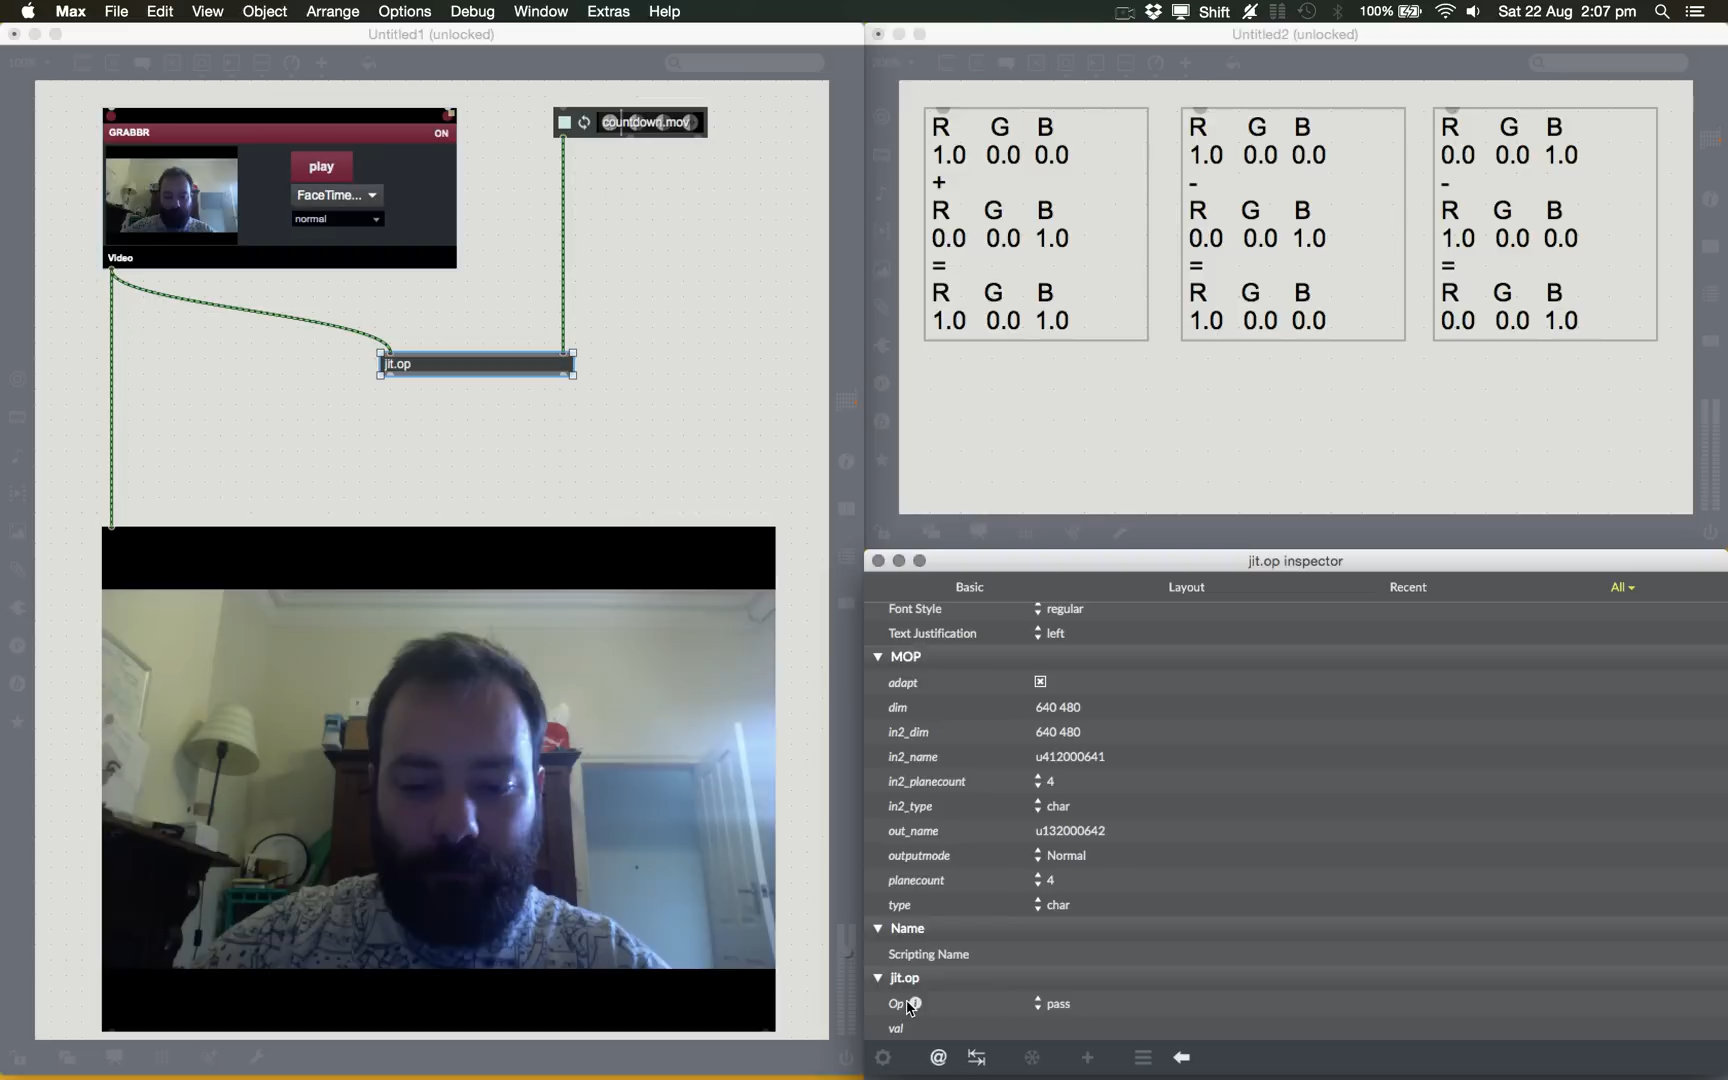 Max File Edit View Object Arrange Options Debug Window Extras Help
Shift 100% Sat 22 Aug 2:07 pm
Untitled1 (unlocked)
GRABBR ON
play
FaceTime...
normal
Video
countdown.mov
jit.op
Untitled2 (unlocked)
R G B
1.0 0.0 0.0
+
R G B
0.0 0.0 1.0
=
R G B
1.0 0.0 1.0
R G B
1.0 0.0 0.0
-
R G B
0.0 0.0 1.0
=
R G B
1.0 0.0 0.0
R G B
0.0 0.0 1.0
-
R G B
1.0 0.0 0.0
=
R G B
0.0 0.0 1.0
jit.op inspector
Basic Layout Recent All
Font Style regular
Text Justification left
MOP
adapt
dim 640 480
in2_dim 640 480
in2_name u412000641
in2_planecount 4
in2_type char
out_name u132000642
outputmode Normal
planecount 4
type char
Name
Scripting Name
jit.op
Op pass
val